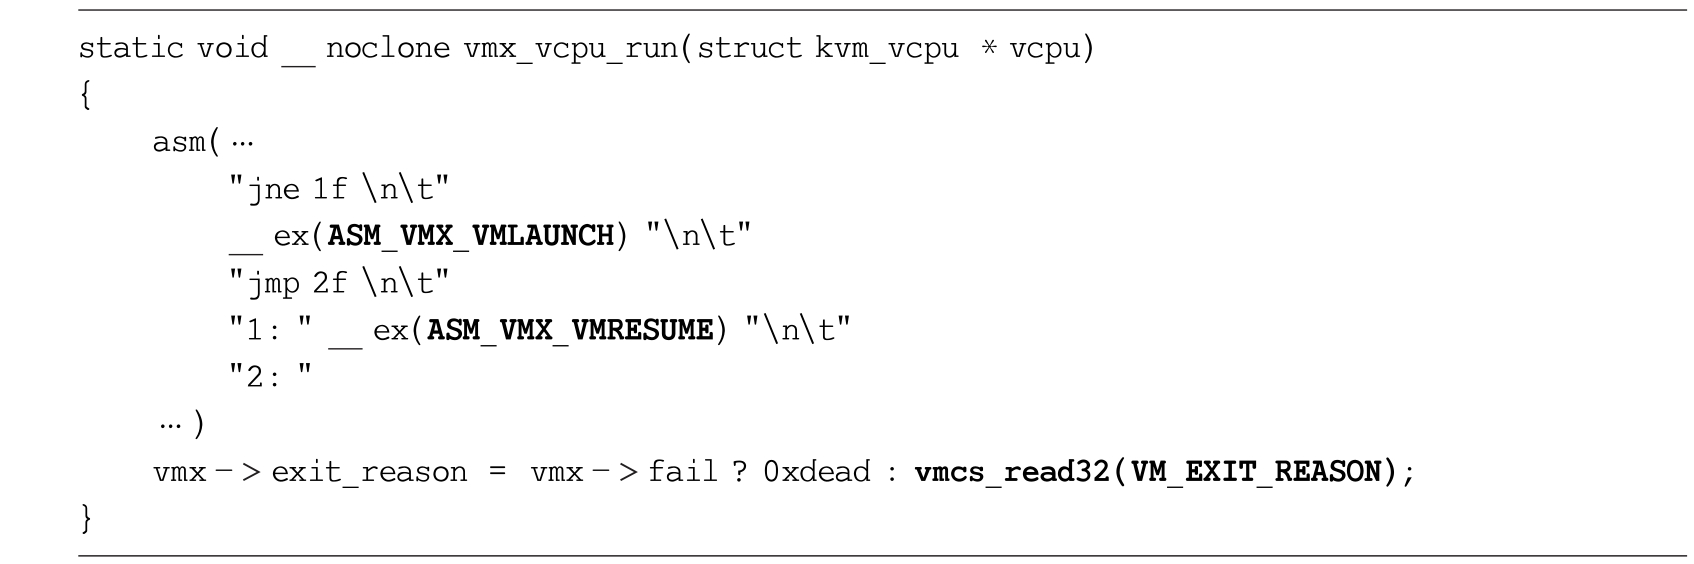 static void __ noclone vmx_vcpu_run(struct kvm_vcpu * vcpu)
{
asm( …
"jne 1f \n\t"
__ ex(ASM_VMX_VMLAUNCH) "\n\t"
"jmp 2f \n\t"
"1: " __ ex(ASM_VMX_VMRESUME) "\n\t"
"2: "
… )
vmx -> exit_reason = vmx -> fail ? 0xdead : vmcs_read32(VM_EXIT_REASON);
}